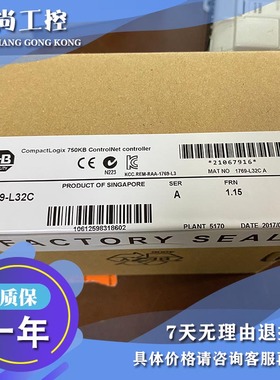 尚工控
HANG GONG KONG
CompactLogix 750KB ControlNet controller
N223
KCC-REM-RAA-1769-L3
*21067916*
MAT NO 1769-L32C A
PRODUCT OF SINGAPORE
SER
FRN
9-L32C
A
1.15
10612598318602
PLANT 5170
DATE 2017/0
FACTORY SEA
质保
一年
7天无理由退
具体价格请咨询客服